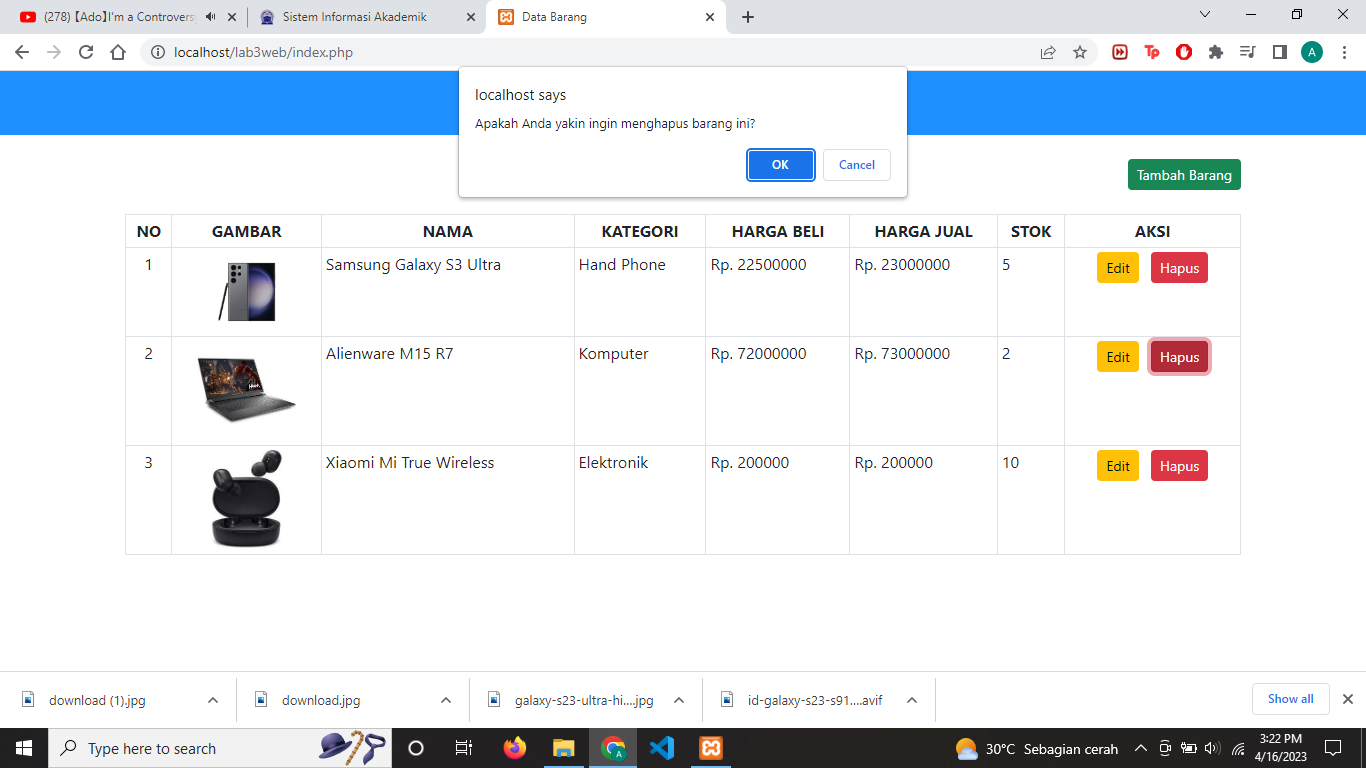 (278) 【Ado】I'm a Controvers
Sistem Informasi Akademik
Data Barang
localhost/lab3web/index.php
A
localhost says
Apakah Anda yakin ingin menghapus barang ini?
OK
Cancel
Tambah Barang
NO GAMBAR NAMA KATEGORI HARGA BELI HARGA JUAL STOK AKSI
1 Samsung Galaxy S3 Ultra Hand Phone Rp. 22500000 Rp. 23000000 5 Edit Hapus
2 Alienware M15 R7 Komputer Rp. 72000000 Rp. 73000000 2 Edit Hapus
3 Xiaomi Mi True Wireless Elektronik Rp. 200000 Rp. 200000 10 Edit Hapus
download (1).jpg
download.jpg
galaxy-s23-ultra-hi....jpg
id-galaxy-s23-s91....avif
Show all
Type here to search
30°C Sebagian cerah
3:22 PM
4/16/2023